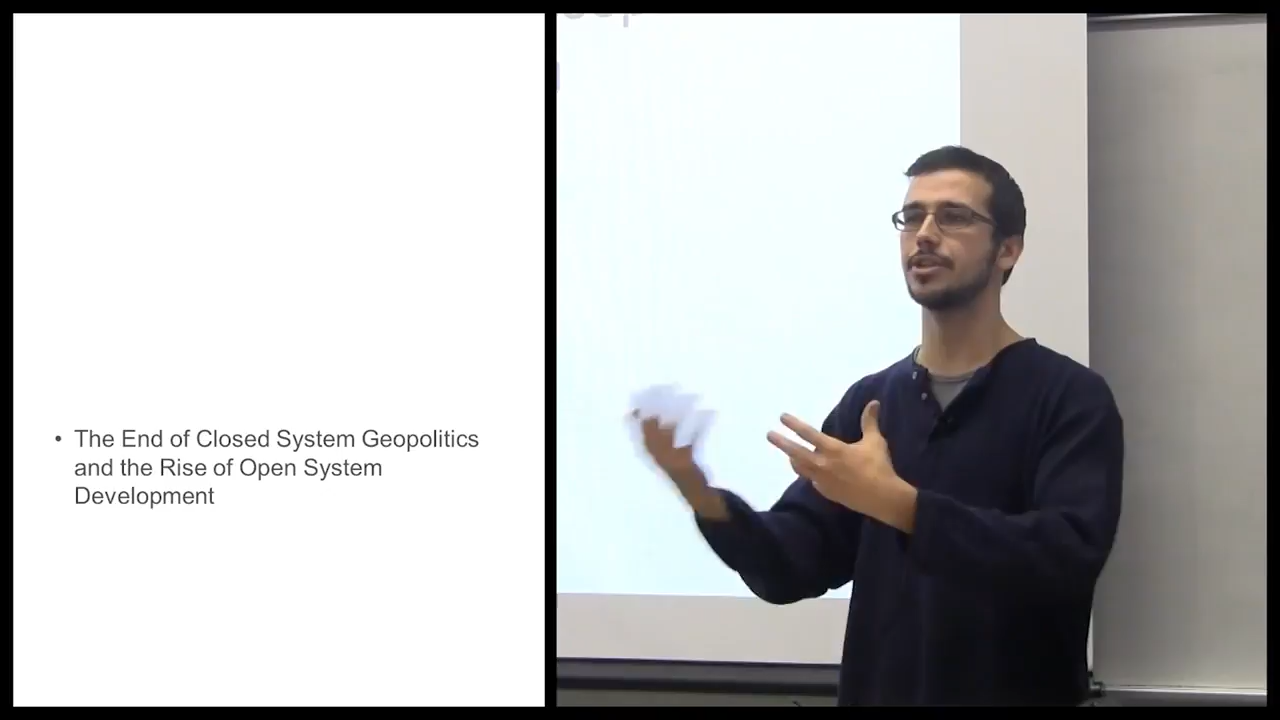 • The End of Closed System Geopolitics
and the Rise of Open System
Development